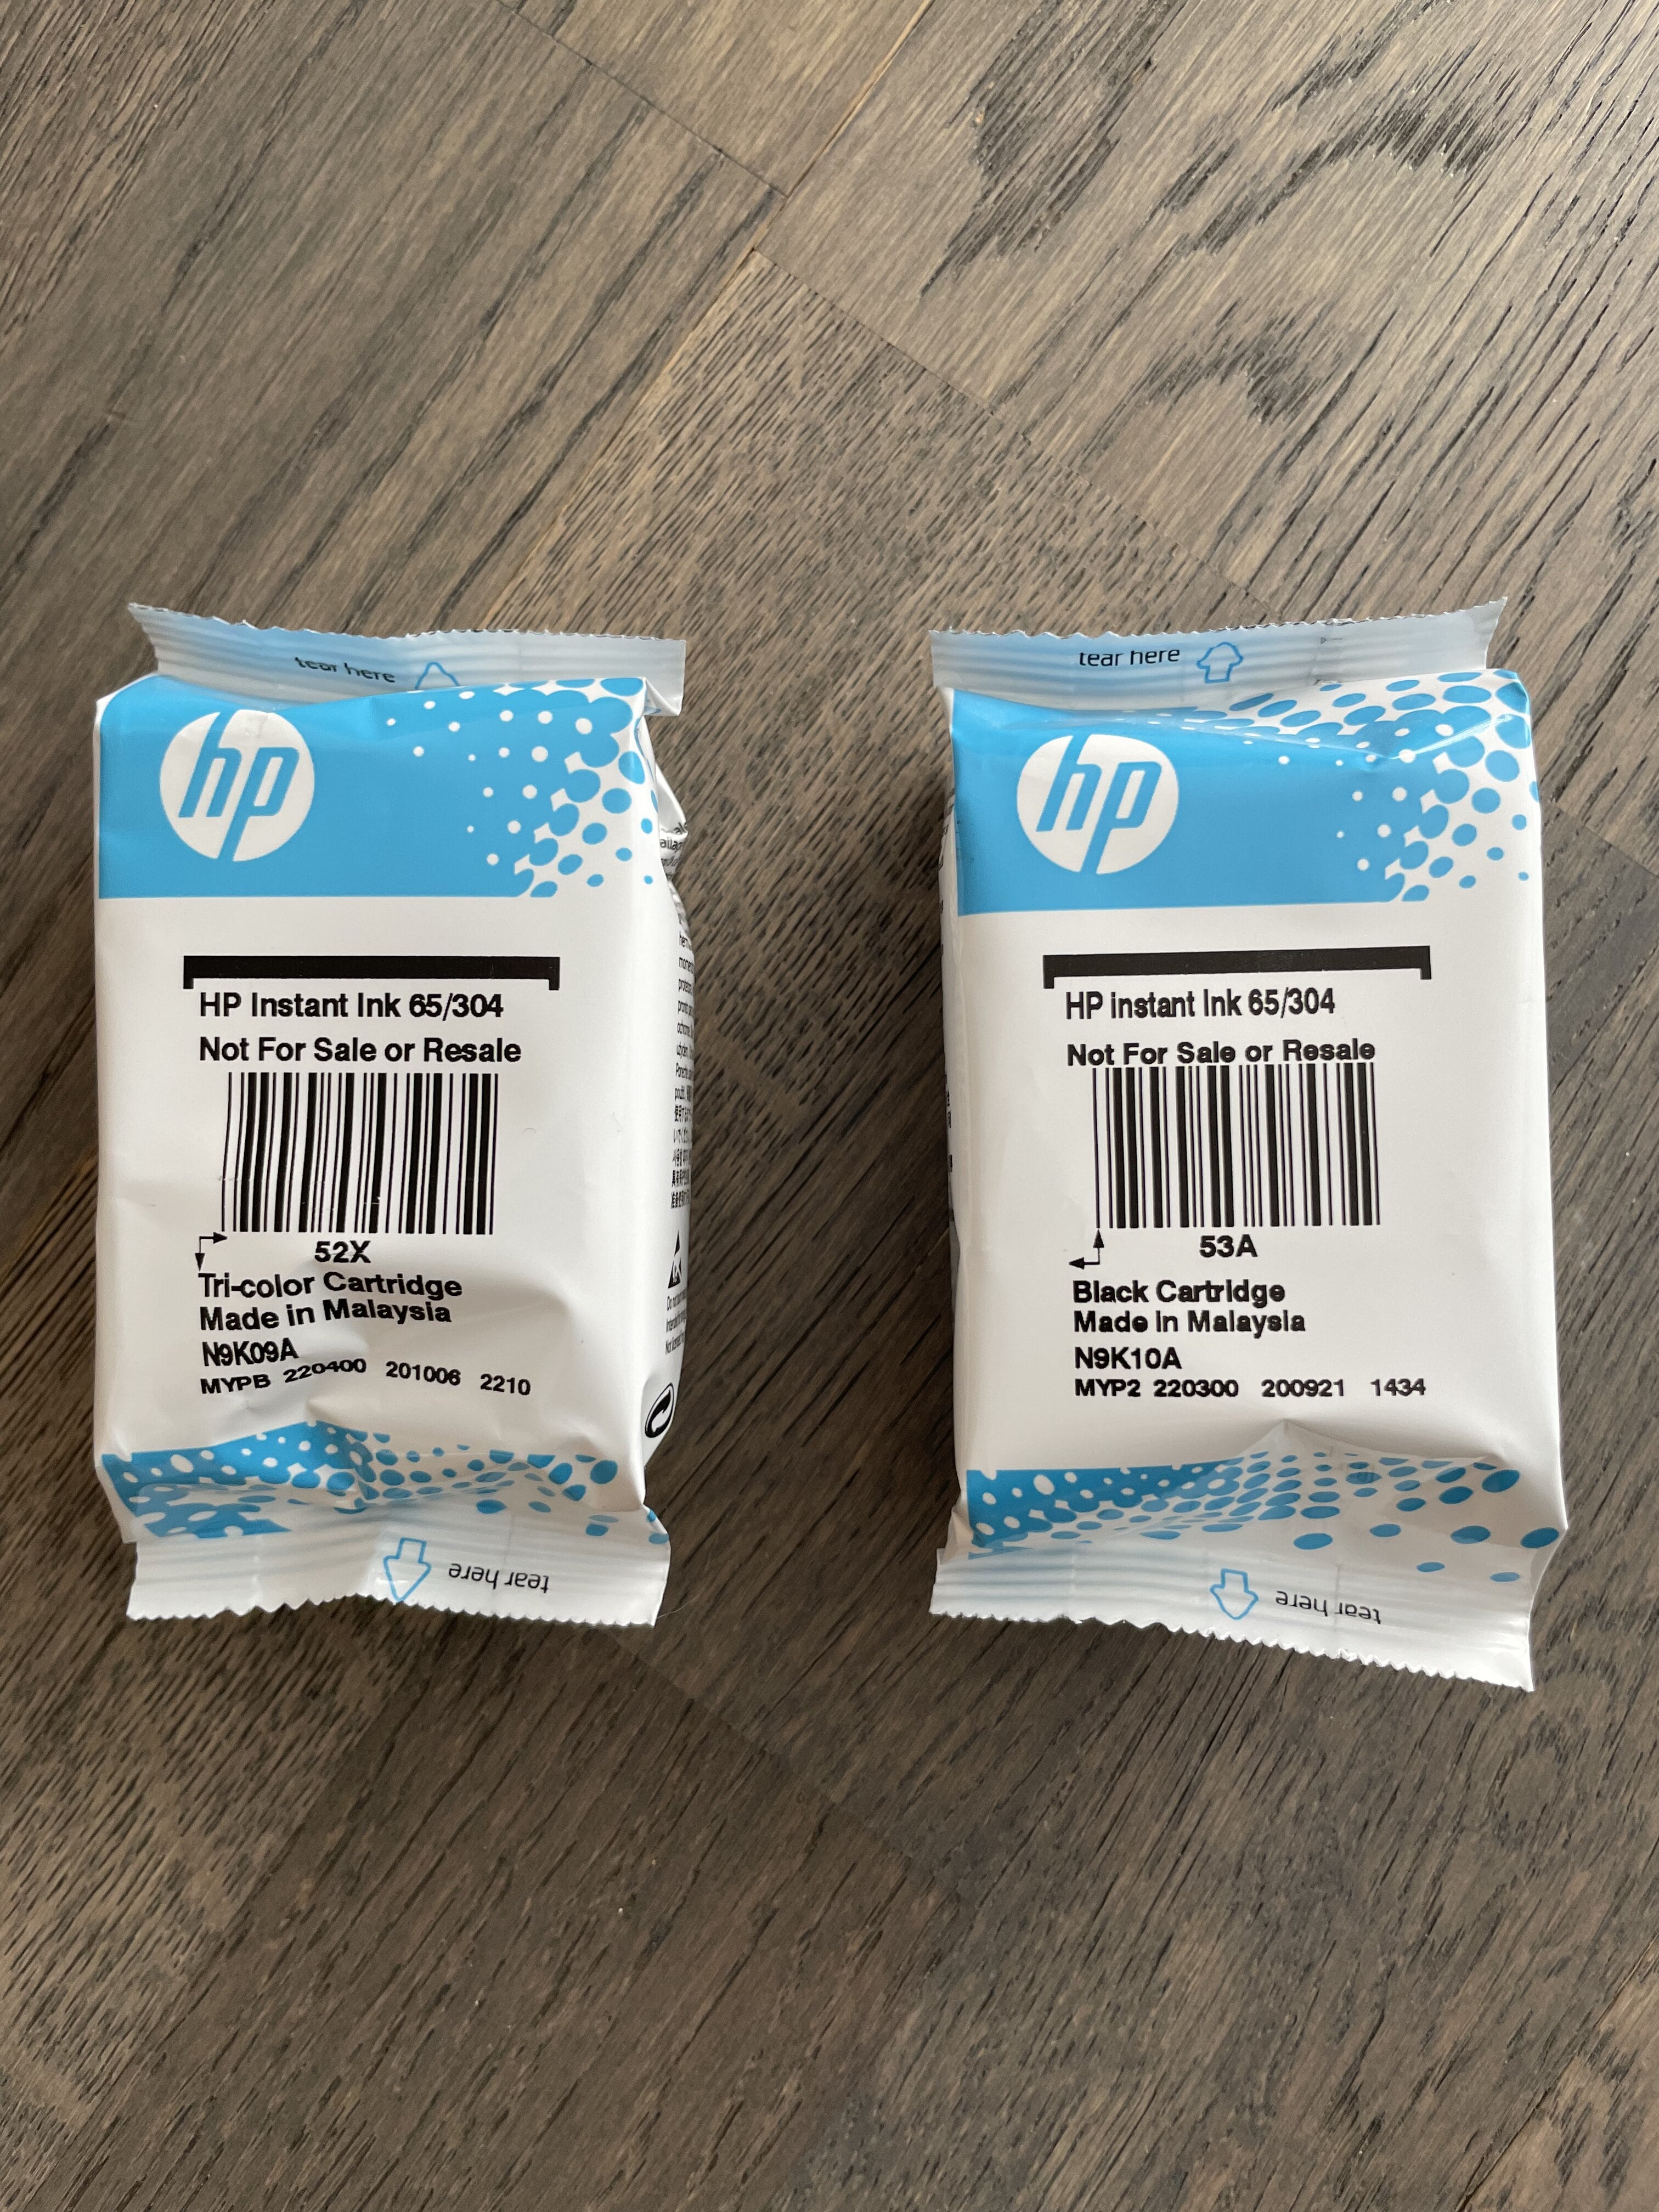 tear here
hp
HP Instant Ink 65/304
Not For Sale or Resale
52X
Tri-color Cartridge
Made in Malaysia
N9K09A
MYPB 220400 201006 2210
tear here
tear here
hp
HP instant Ink 65/304
Not For Sale or Resale
53A
Black Cartridge
Made In Malaysia
N9K10A
MYP2 220300 200921 1434
tear here